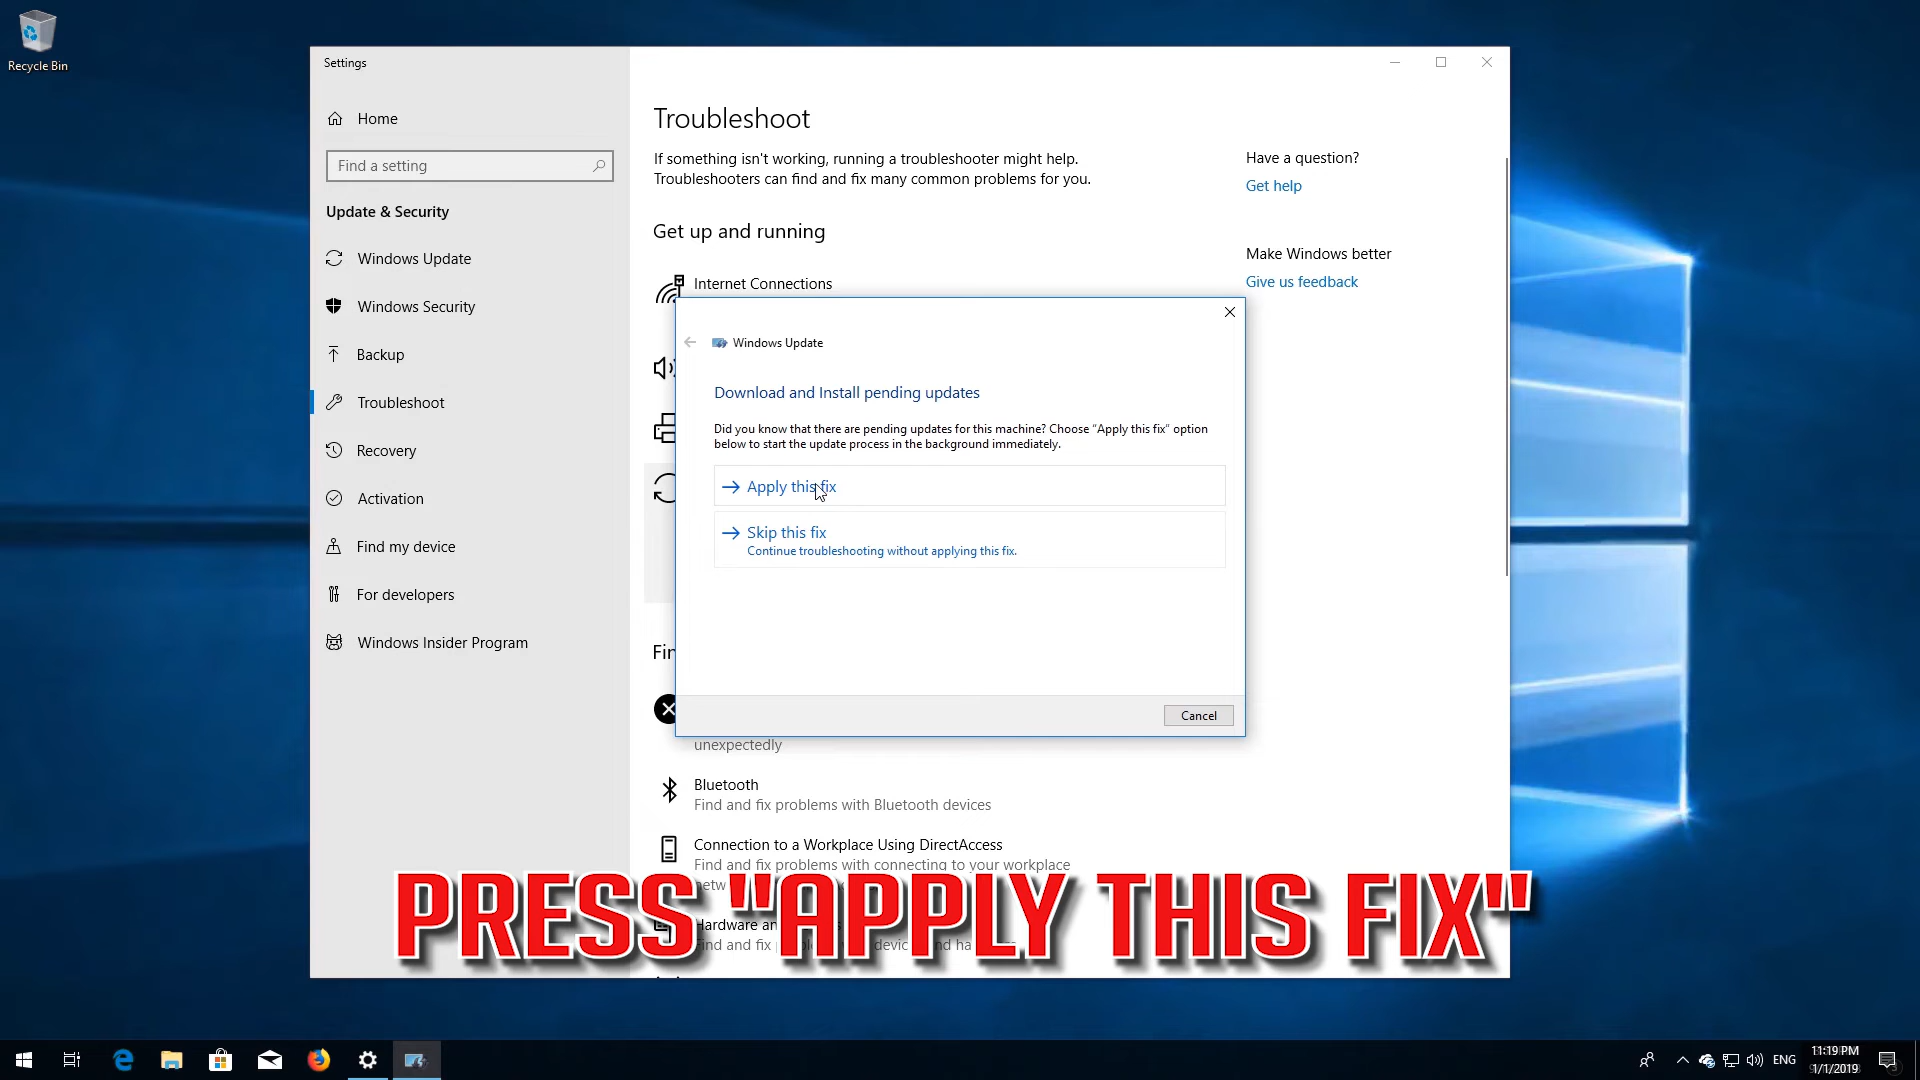 Recycle Bin
Settings
Home
Find a setting
Update & Security
Windows Update
Windows Security
Backup
Troubleshoot
Recovery
Activation
Find my device
For developers
Windows Insider Program
Troubleshoot
If something isn't working, running a troubleshooter might help.
Troubleshooters can find and fix many common problems for you.
Get up and running
Internet Connections
Have a question?
Get help
Make Windows better
Give us feedback
Windows Update
Download and Install pending updates
Did you know that there are pending updates for this machine? Choose “Apply this fix” option
below to start the update process in the background immediately.
Apply this fix
Skip this fix
Continue troubleshooting without applying this fix.
Cancel
unexpectedly
Bluetooth
Find and fix problems with Bluetooth devices
Connection to a Workplace Using DirectAccess
Find and fix problems with connecting to your workplace
Hardware
Find and fix
PRESS "APPLY THIS FIX"
ENG
11:19 PM
1/1/2019